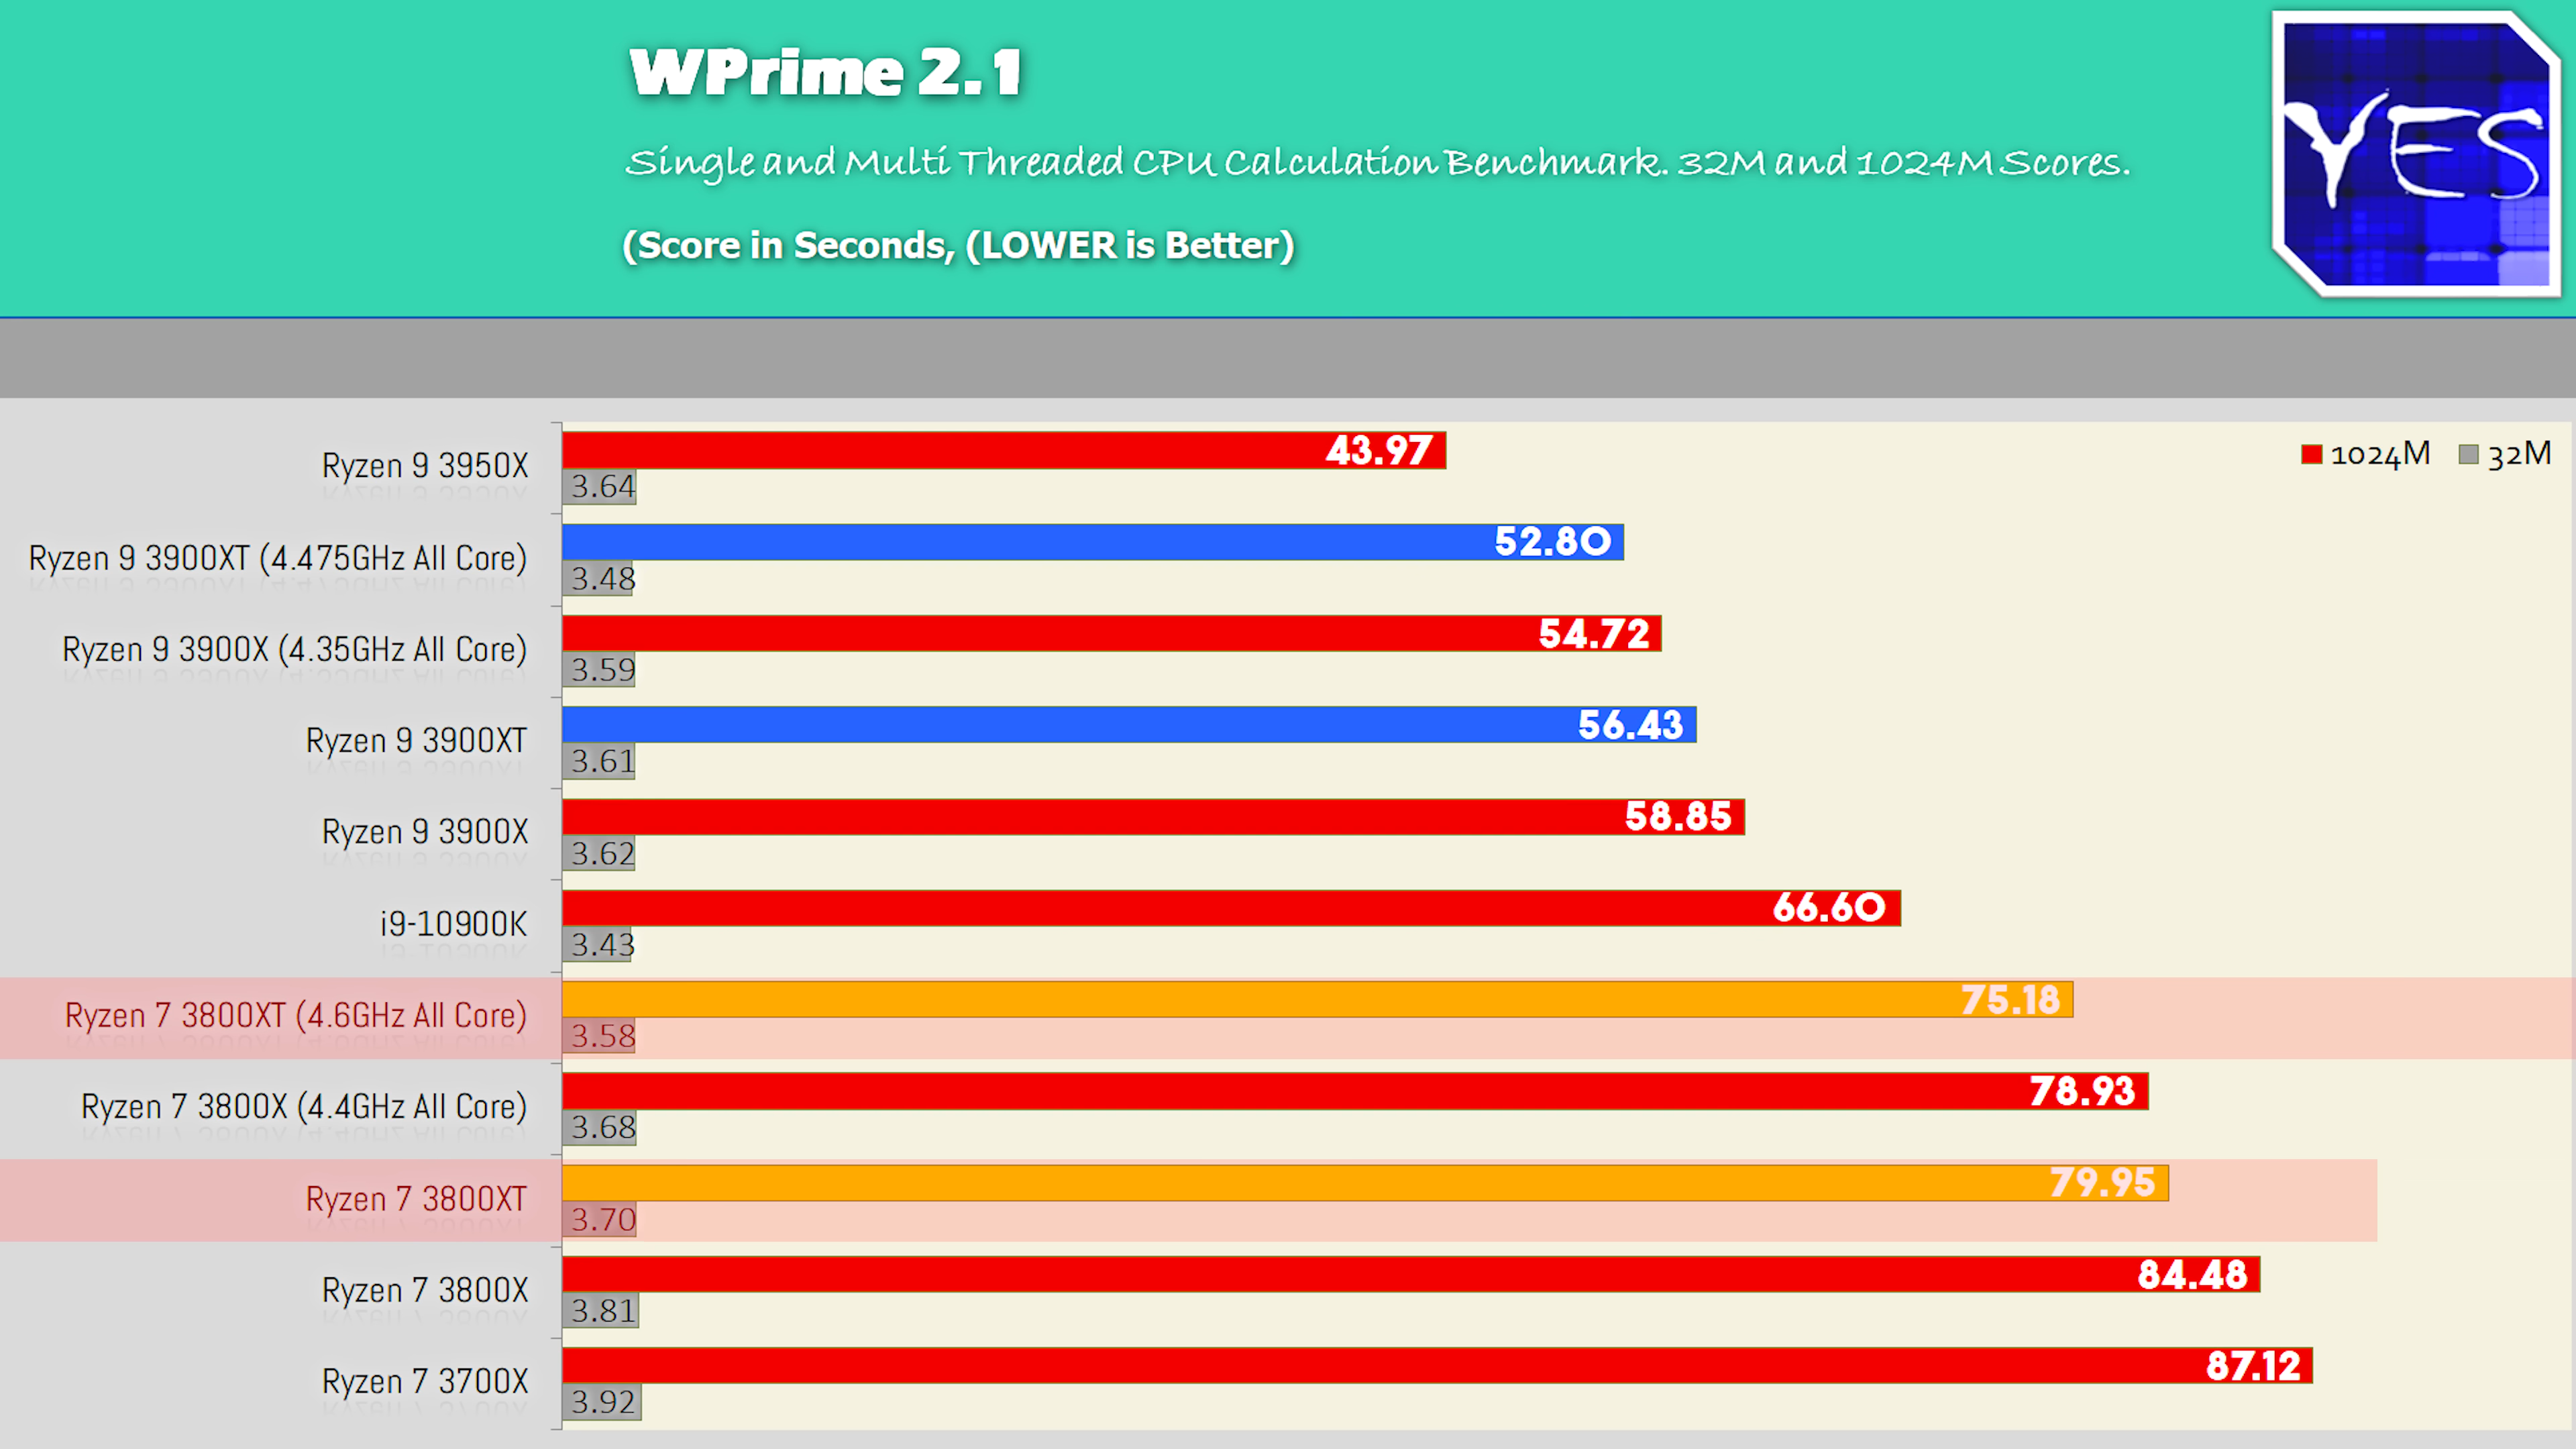 WPrime 2.1
YES
Single and Multi Threaded CPU Calculation Benchmark. 32M and 1024M Scores.
(Score in Seconds, (LOWER is Better)
1024M 32M
Ryzen 9 3950X 43.97
3.64
Ryzen 9 3900XT (4.475GHz All Core) 52.80
3.48
Ryzen 9 3900X (4.35GHz All Core) 54.72
3.59
Ryzen 9 3900XT 56.43
3.61
Ryzen 9 3900X 58.85
3.62
i9-10900K 66.60
3.43
Ryzen 7 3800XT (4.6GHz All Core) 75.18
3.58
Ryzen 7 3800X (4.4GHz All Core) 78.93
3.68
Ryzen 7 3800XT 79.95
3.70
Ryzen 7 3800X 84.48
3.81
Ryzen 7 3700X 87.12
3.92